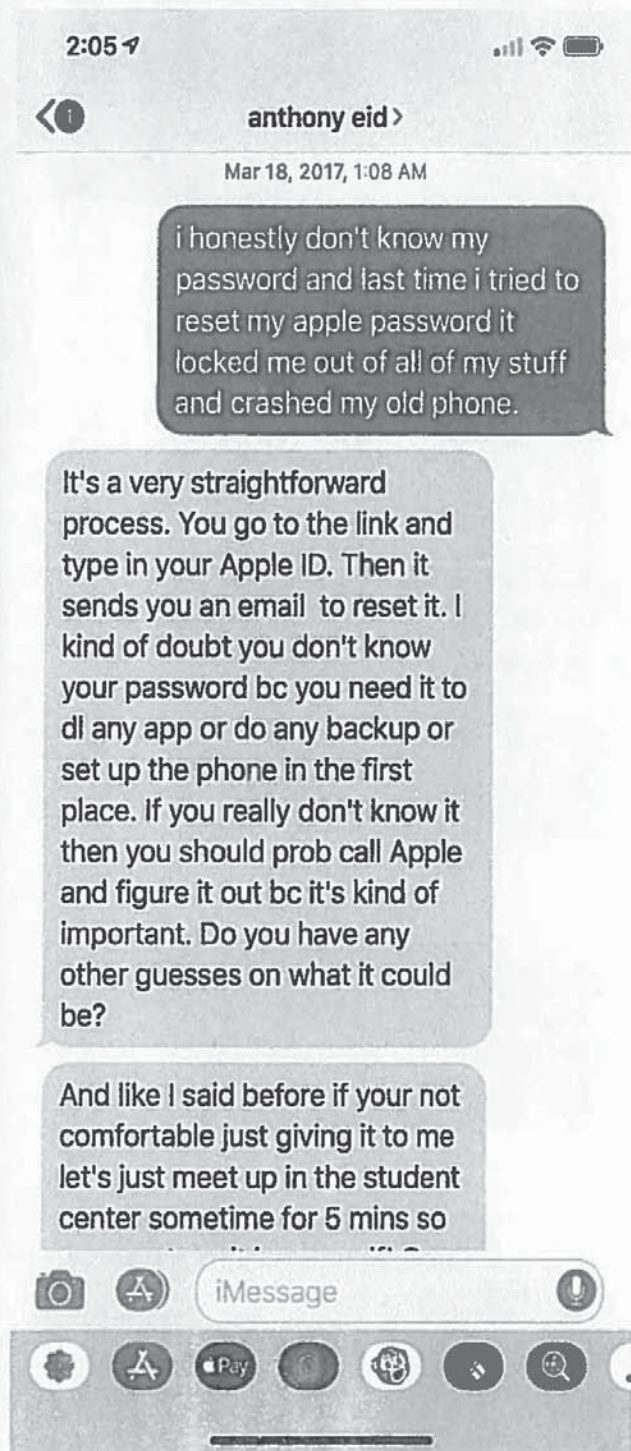 2:05
anthony eid >
Mar 18, 2017, 1:08 AM
i honestly don't know my
password and last time i tried to
reset my apple password it
locked me out of all of my stuff
and crashed my old phone.
It's a very straightforward
process. You go to the link and
type in your Apple ID. Then it
sends you an email to reset it. I
kind of doubt you don't know
your password bc you need it to
dl any app or do any backup or
set up the phone in the first
place. If you really don't know it
then you should prob call Apple
and figure it out bc it's kind of
important. Do you have any
other guesses on what it could
be?
And like I said before if your not
comfortable just giving it to me
let's just meet up in the student
center sometime for 5 mins so
iMessage
Pay